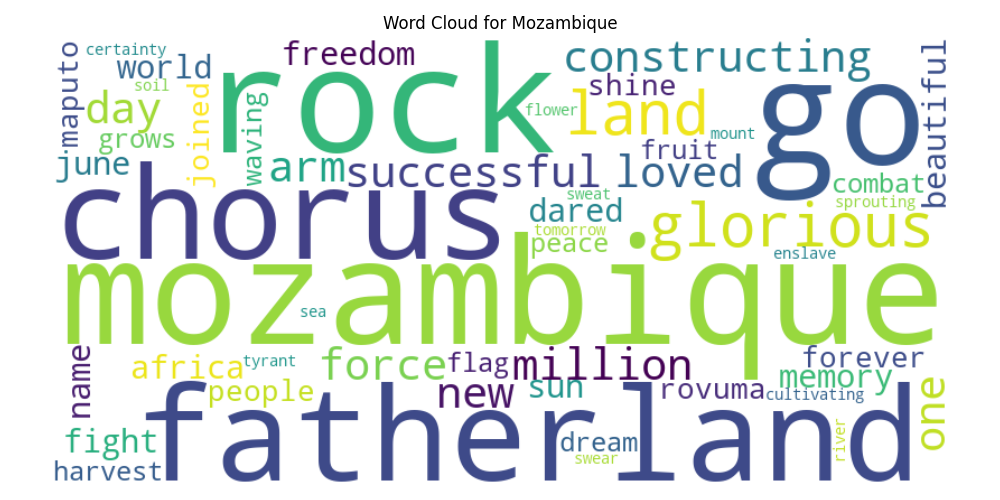 Word Cloud for Mozambique
maputo
certainty
world
soil
day
grows
june
joined
waving
rock
freedom
arm
successful
constructing
shine
flower
land
mount
fruit
loved
go
beautiful
combat
sprouting
chorus
sweat
dared
tomorrow
peace
glorious
enslave
mozambique
sea
name
africa
tyrant
people
force
flag
million
new
sun
rovuma
forever
memory
cultivating
one
fatherland
fight
harvest
dream
swear
river